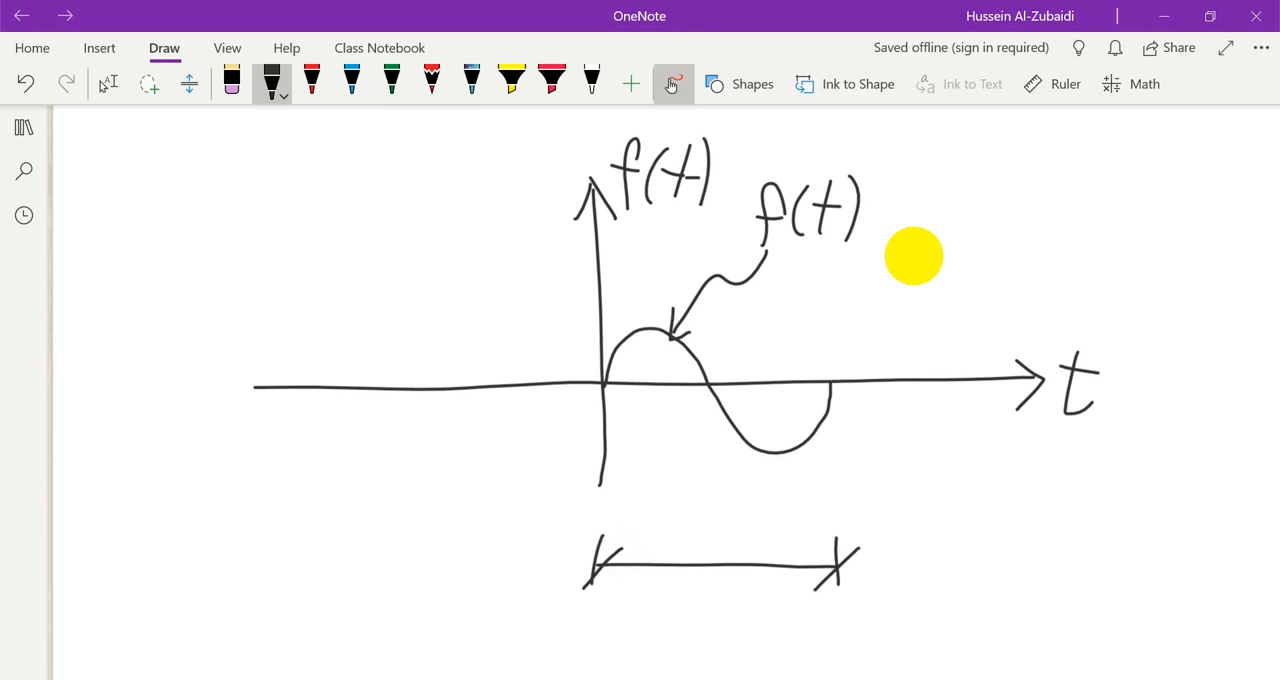 OneNote
Hussein Al-Zubaidi
Home Insert Draw View Help Class Notebook
Saved offline (sign in required)
Share
Shapes
Ink to Shape
Ink to Text
Ruler
Math
f(t)
f(t)
t